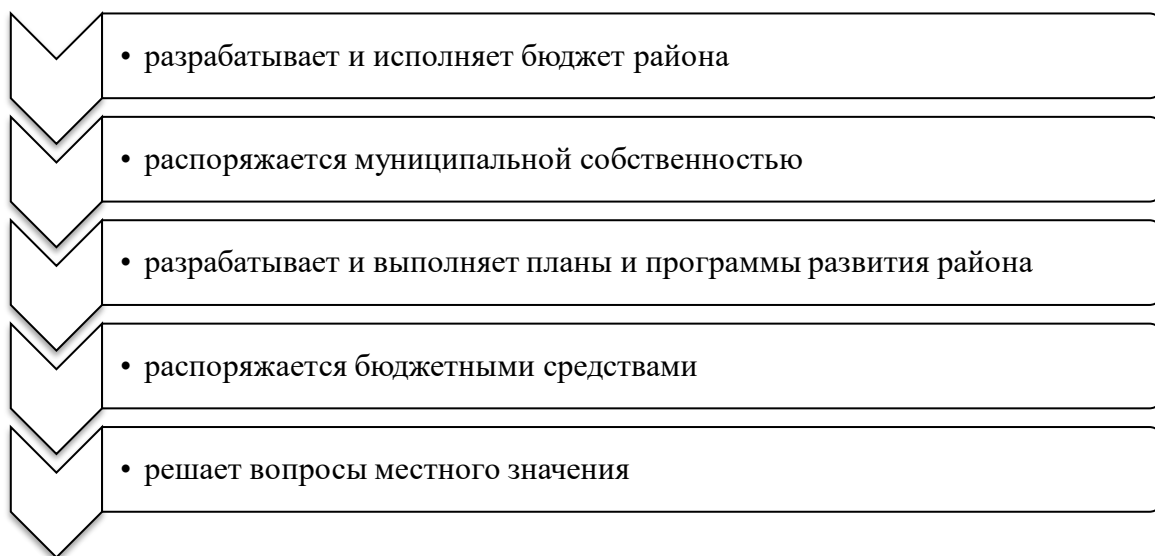 • разрабатывает и исполняет бюджет района
• распоряжается муниципальной собственностью
• разрабатывает и выполняет планы и программы развития района
• распоряжается бюджетными средствами
• решает вопросы местного значения